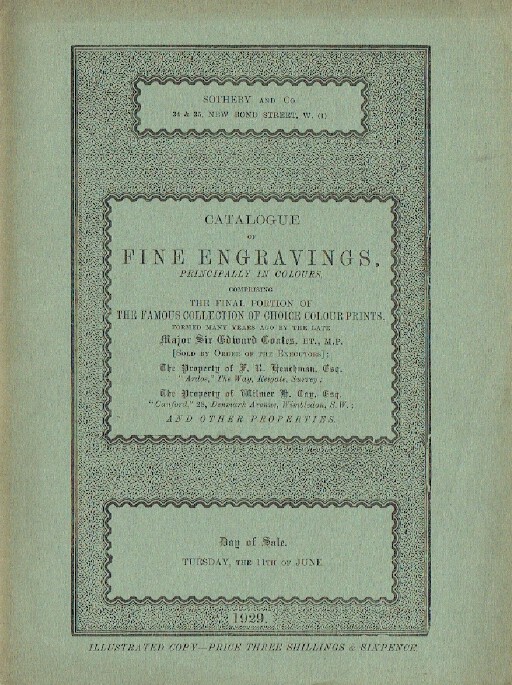 SOTHEBY AND Co.
34 & 35, NEW BOND STREET, W. (1)
CATALOGUE
OF
FINE ENGRAVINGS,
PRINCIPALLY IN COLOURS,
COMPRISING
THE FINAL PORTION OF
THE FAMOUS COLLECTION OF CHOICE COLOUR PRINTS,
FORMED MANY YEARS AGO BY THE LATE
Major Sir Edward Coates, BT., M.P.
[SOLD BY ORDER OF THE EXECUTORS];
The Property of F. R. Henchman, Esq.
"Ardoe," The Way, Reigate, Surrey;
The Property of Wilmer H. Esq.
28, Denmark Avenue, Wimbledon, S.W.;
AND OTHER PROPERTIES.
Day of Sale.
TUESDAY, THE 11TH OF JUNE
1929.
ILLUSTRATED COPY—PRICE THREE SHILLINGS & SIXPENCE